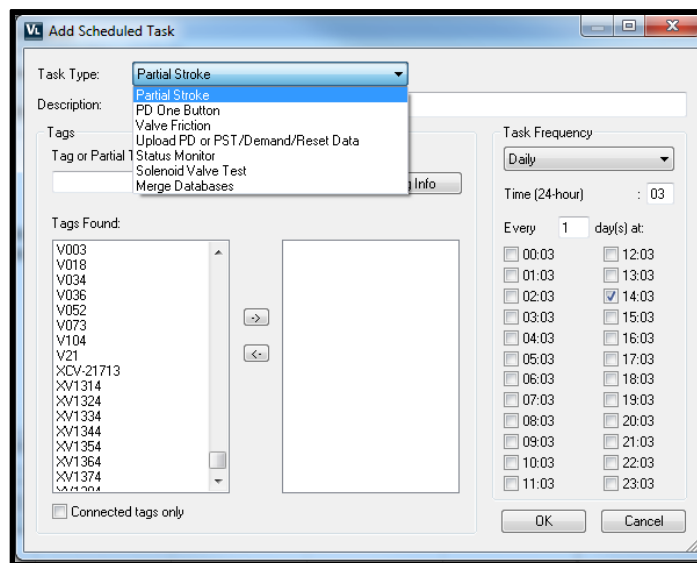 VL Add Scheduled Task
Task Type: Partial Stroke
Partial Stroke
PD One Button
Valve Friction
Upload PD or PST/Demand/Reset Data
Status Monitor
Solenoid Valve Test
Merge Databases
Description:
Tags
Tag or Partial T
Info
Tags Found:
V003
V018
V034
V036
V052
V073
V104
V21
XCV-21713
XV1314
XV1324
XV1334
XV1344
XV1354
XV1364
XV1374
->
<-
Connected tags only
Task Frequency
Daily
Time (24-hour) : 03
Every 1 day(s) at:
00:03 12:03
01:03 13:03
02:03 14:03
03:03 15:03
04:03 16:03
05:03 17:03
06:03 18:03
07:03 19:03
08:03 20:03
09:03 21:03
10:03 22:03
11:03 23:03
OK Cancel